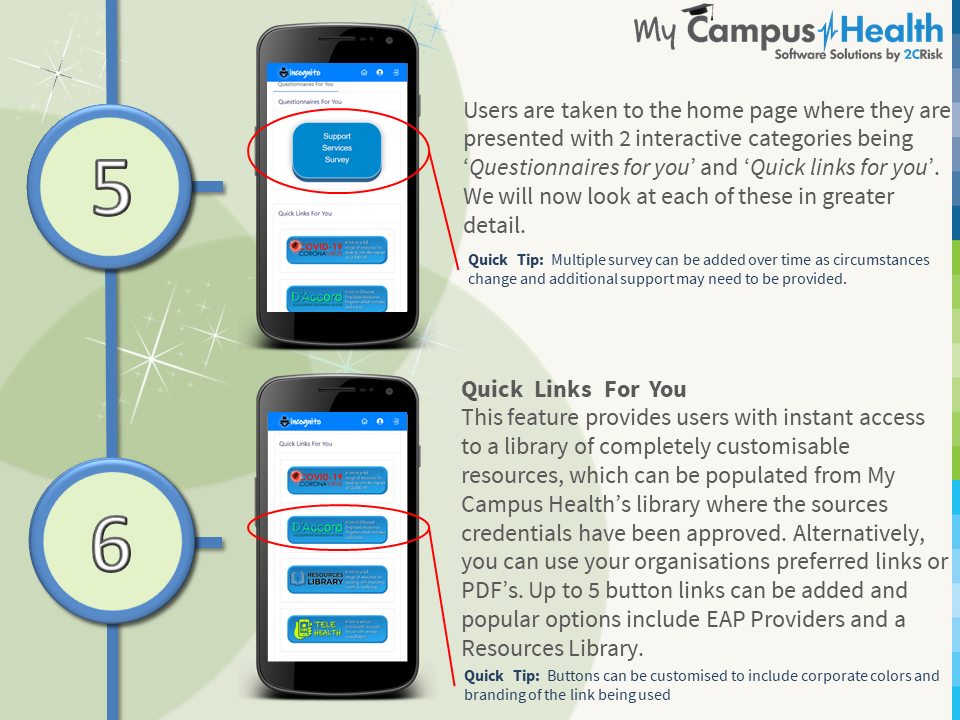 My Campus Health
Software Solutions by 2CRisk
5
incognito
Questionnaires For You
Questionnaires For You
Support
Services
Survey
Quick Links For You
COVID-19
CORONAVIRUS
D'Accord
Users are taken to the home page where they are
presented with 2 interactive categories being
‘Questionnaires for you’ and ‘Quick links for you’.
We will now look at each of these in greater
detail.
Quick Tip: Multiple survey can be added over time as circumstances
change and additional support may need to be provided.
6
incognito
Quick Links For You
COVID-19
CORONAVIRUS
D'Accord
RESOURCES
LIBRARY
TELE
HEALTH
Quick Links For You
This feature provides users with instant access
to a library of completely customisable
resources, which can be populated from My
Campus Health’s library where the sources
credentials have been approved. Alternatively,
you can use your organisations preferred links or
PDF’s. Up to 5 button links can be added and
popular options include EAP Providers and a
Resources Library.
Quick Tip: Buttons can be customised to include corporate colors and
branding of the link being used